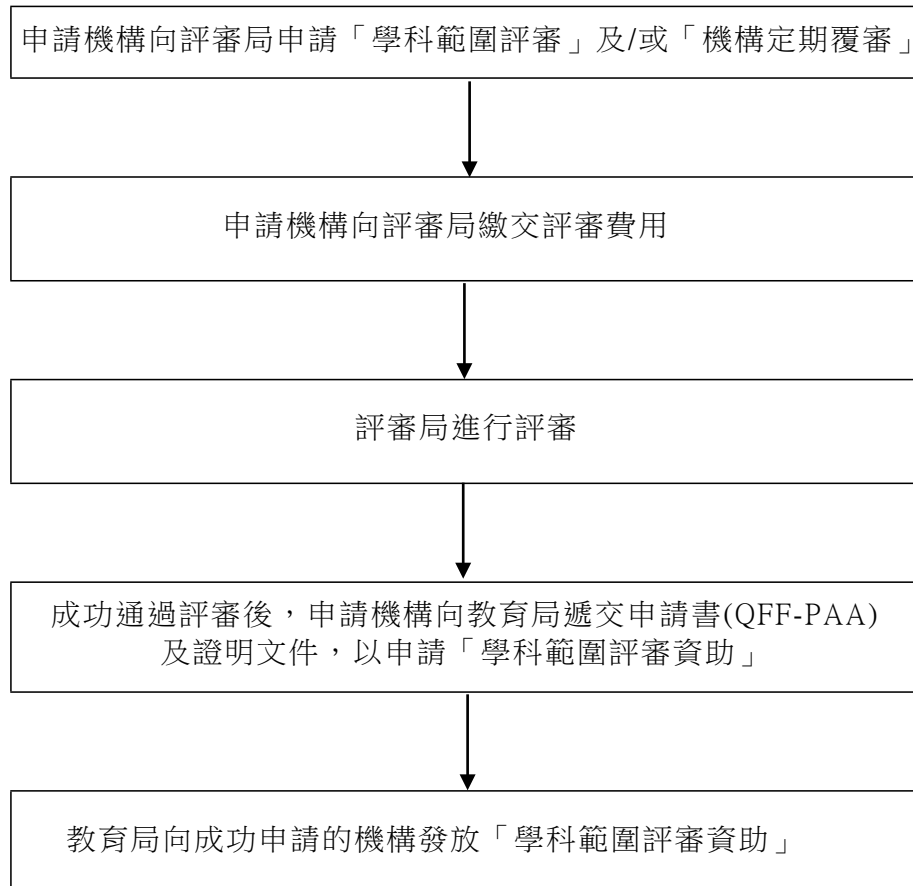 申請機構向評審局申請「學科範圍評審」及/或「機構定期覆審」
申請機構向評審局繳交評審費用
評審局進行評審
成功通過評審後，申請機構向教育局遞交申請書(QFF-PAA)
及證明文件，以申請「學科範圍評審資助」
教育局向成功申請的機構發放「學科範圍評審資助」